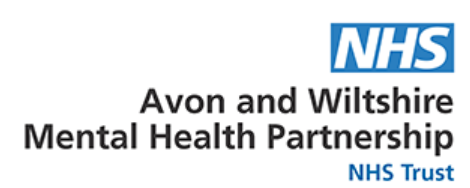 NHS
Avon and Wiltshire
Mental Health Partnership
NHS Trust